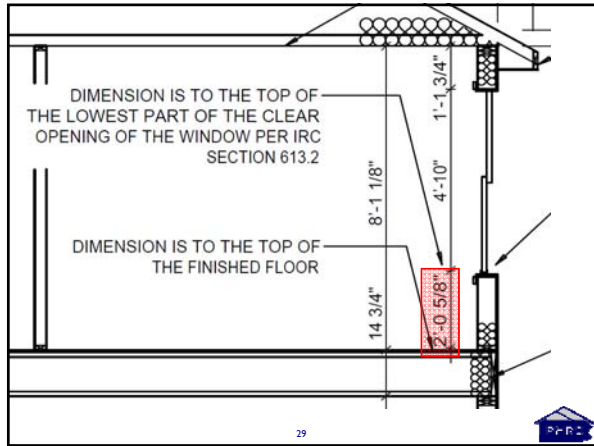 DIMENSION IS TO THE TOP OF
THE LOWEST PART OF THE CLEAR
OPENING OF THE WINDOW PER IRC
SECTION 613.2
1'-1 3/4"
4'-10"
8'-1 1/8"
DIMENSION IS TO THE TOP OF
THE FINISHED FLOOR
2'-0 5/8"
14 3/4"
29
PHRC